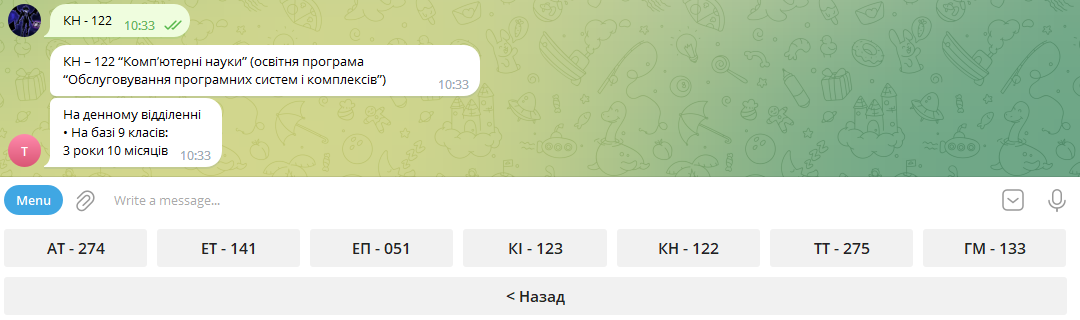 КН - 122
10:33
КН – 122 “Комп’ютерні науки” (освітня програма
“Обслуговування програмних систем і комплексів”)
10:33
На денному відділенні
• На базі 9 класів:
3 роки 10 місяців
10:33
T
Menu
Write a message...
АТ - 274
ЕТ - 141
ЕП - 051
КІ - 123
КН - 122
ТТ - 275
ГМ - 133
< Назад